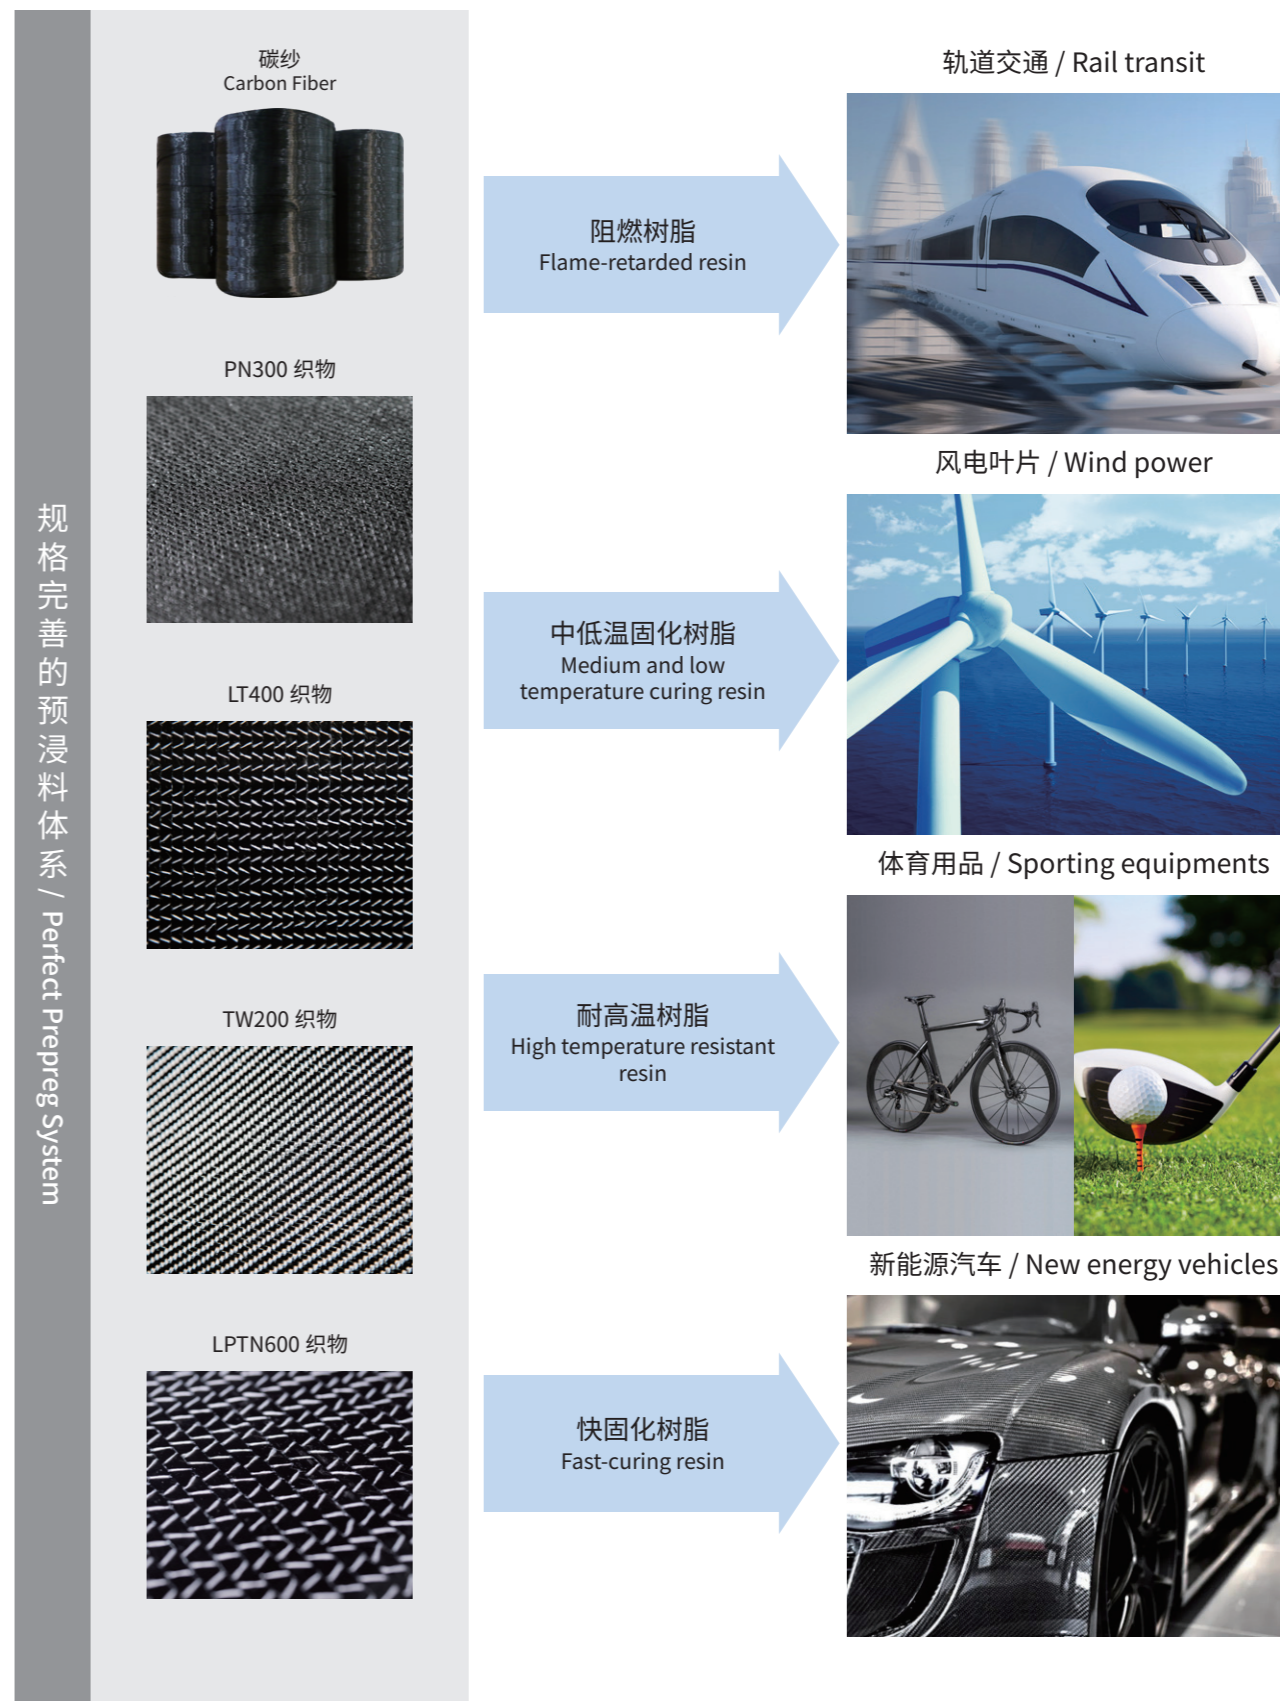 规格完善的预浸料体系 / Perfect Prepreg System
碳纱
Carbon Fiber
PN300 织物
LT400 织物
TW200 织物
LPTN600 织物
阻燃树脂
Flame-retarded resin
中低温固化树脂
Medium and low
temperature curing resin
耐高温树脂
High temperature resistant
resin
快固化树脂
Fast-curing resin
轨道交通 / Rail transit
风电叶片 / Wind power
体育用品 / Sporting equipments
新能源汽车 / New energy vehicles